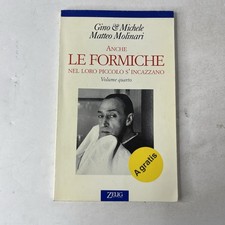 Gino & Michele
Matteo Molinari
ANCHE
LE FORMICHE
NEL LORO PICCOLO S'INCAZZANO
Volume quarto
A gratis
ZELIG